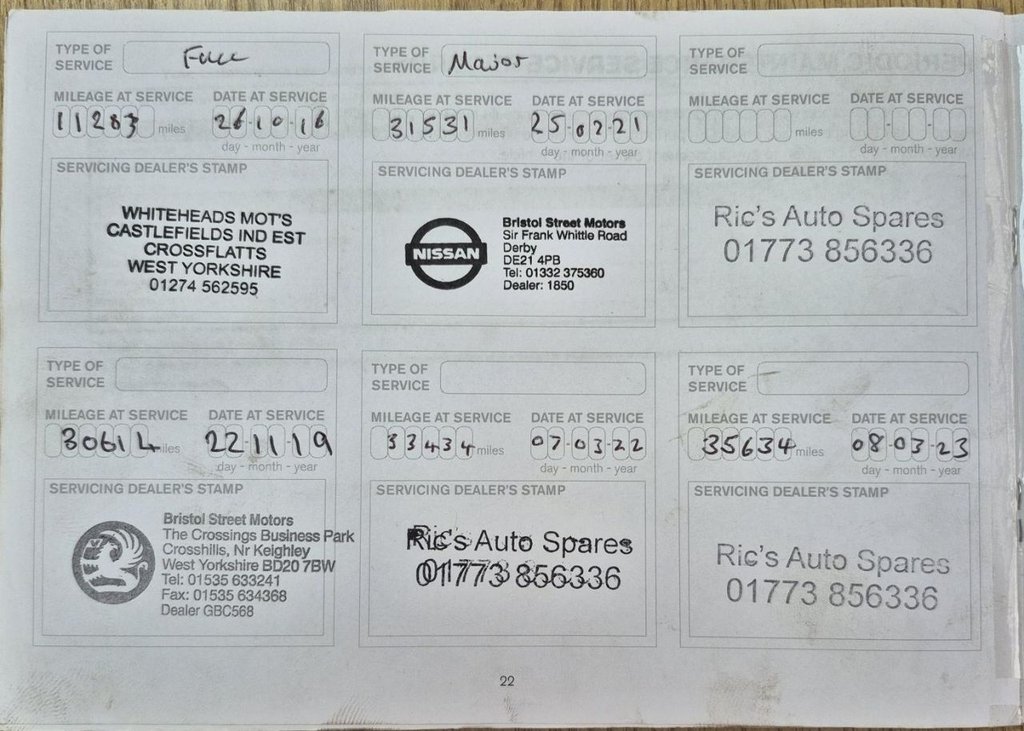 TYPE OF
SERVICE
Full
MILEAGE AT SERVICE
DATE AT SERVICE
11283 miles
26-10-16
day - month - year
SERVICING DEALER'S STAMP
WHITEHEADS MOT'S
CASTLEFIELDS IND EST
CROSSFLATTS
WEST YORKSHIRE
01274 562595
TYPE OF
SERVICE
Major
MILEAGE AT SERVICE
DATE AT SERVICE
31531 miles
25-02-21
day - month - year
SERVICING DEALER'S STAMP
NISSAN
Bristol Street Motors
Sir Frank Whittle Road
Derby
DE21 4PB
Tel: 01332 375360
Dealer: 1850
TYPE OF
SERVICE
MILEAGE AT SERVICE
DATE AT SERVICE
miles
day - month - year
SERVICING DEALER'S STAMP
Ric's Auto Spares
01773 856336
TYPE OF
SERVICE
MILEAGE AT SERVICE
DATE AT SERVICE
30614 miles
22-11-19
day - month - year
SERVICING DEALER'S STAMP
Bristol Street Motors
The Crossings Business Park
Crosshills, Nr Keighley
West Yorkshire BD20 7BW
Tel: 01535 633241
Fax: 01535 634368
Dealer GBC568
TYPE OF
SERVICE
MILEAGE AT SERVICE
DATE AT SERVICE
33434 miles
07-03-22
day - month - year
SERVICING DEALER'S STAMP
Ric's Auto Spares
01773 856336
TYPE OF
SERVICE
MILEAGE AT SERVICE
DATE AT SERVICE
35634 miles
08-03-23
day - month - year
SERVICING DEALER'S STAMP
Ric's Auto Spares
01773 856336
22